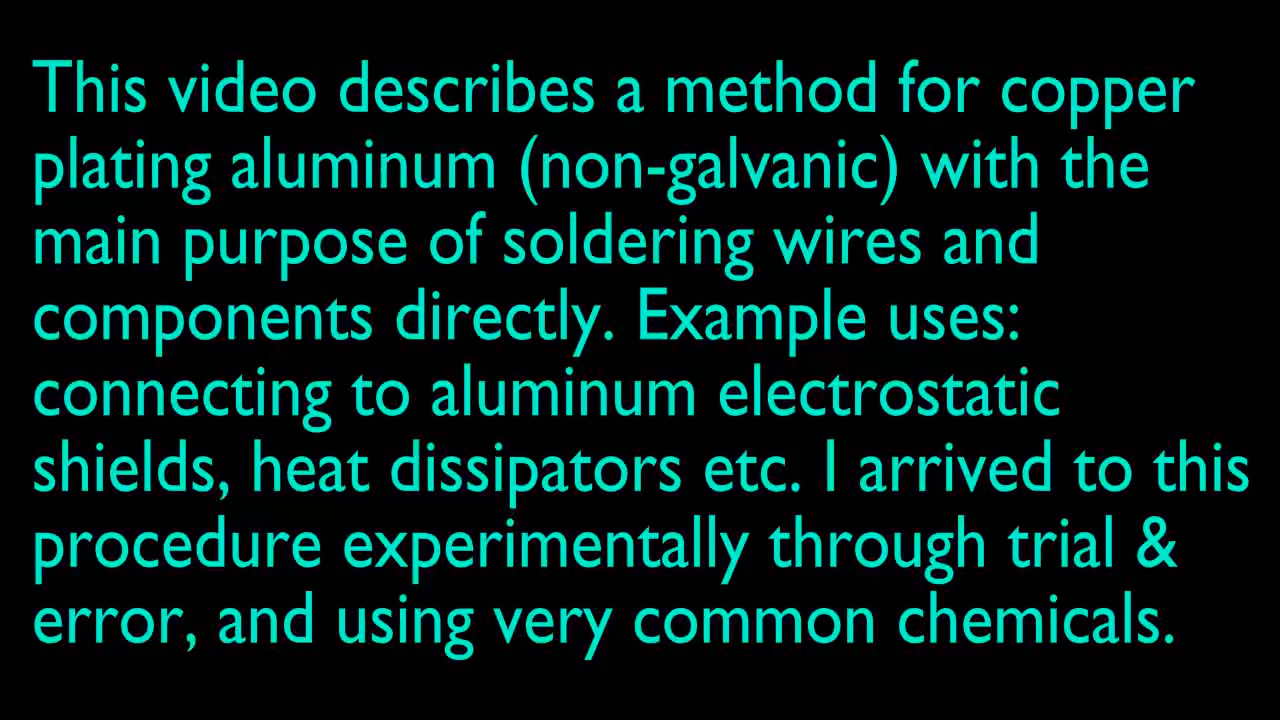 This video describes a method for copper
plating aluminum (non-galvanic) with the
main purpose of soldering wires and
components directly. Example uses:
connecting to aluminum electrostatic
shields, heat dissipators etc. I arrived to this
procedure experimentally through trial &
error, and using very common chemicals.